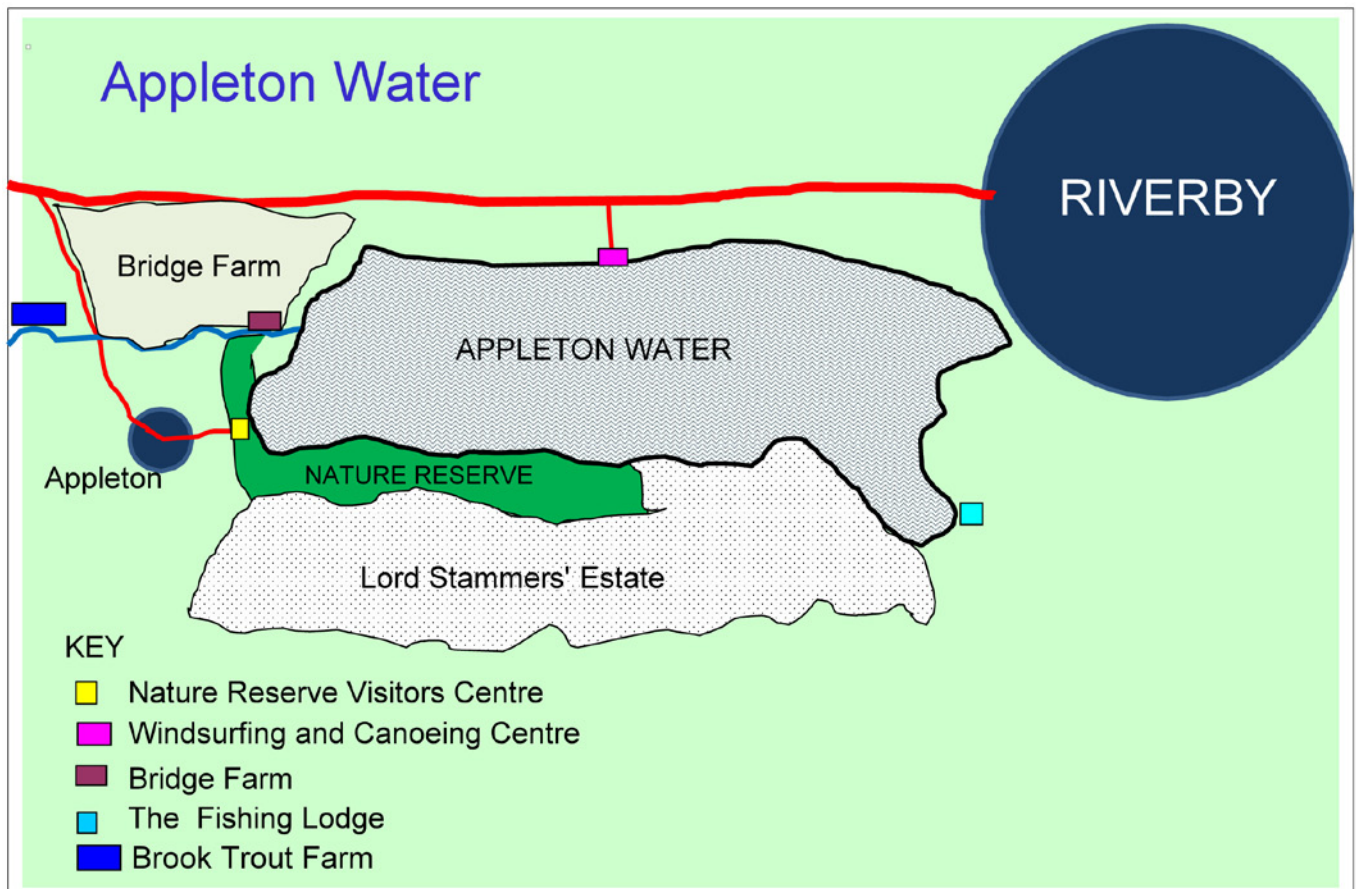 Appleton Water
RIVERBY
Bridge Farm
APPLETON WATER
Appleton
NATURE RESERVE
Lord Stammers' Estate
KEY
Nature Reserve Visitors Centre
Windsurfing and Canoeing Centre
Bridge Farm
The Fishing Lodge
Brook Trout Farm